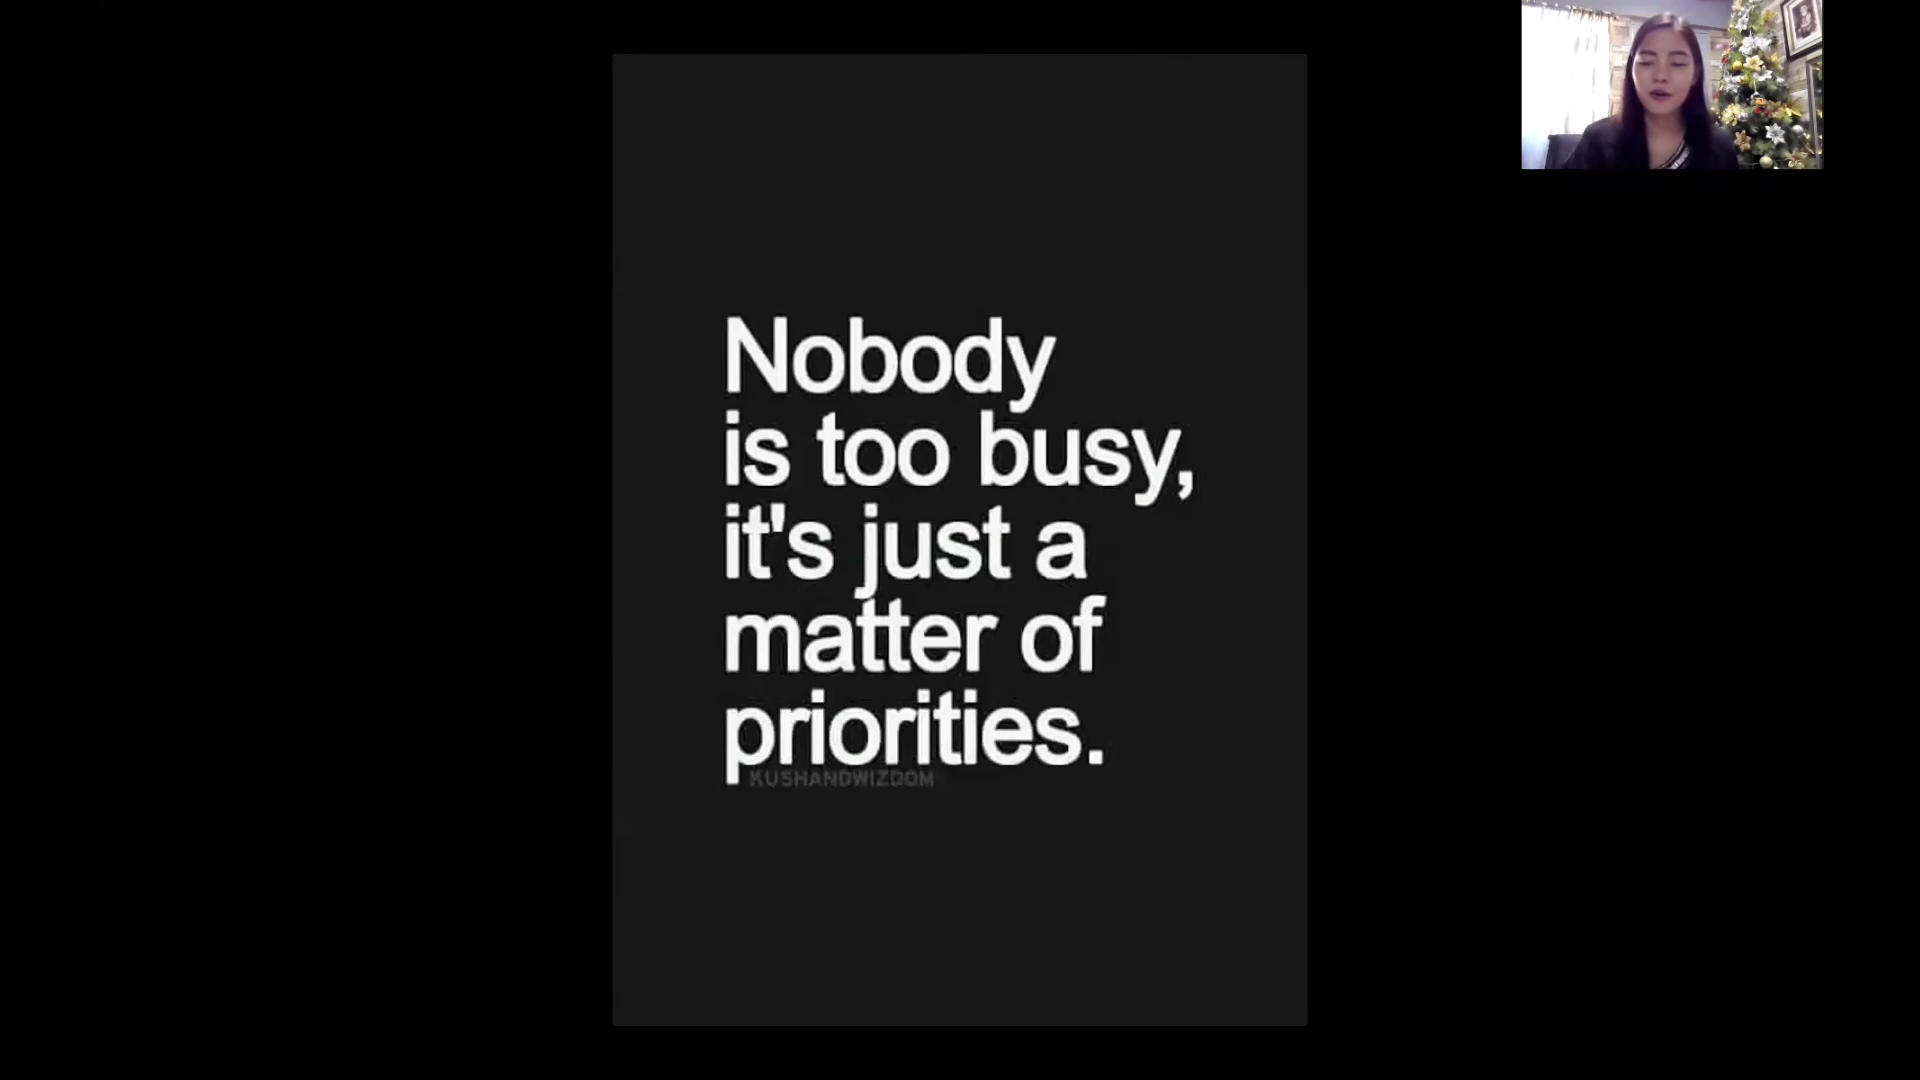 Nobody
is too busy,
it's just a
matter of
priorities.
KUSHANDWIZDOM